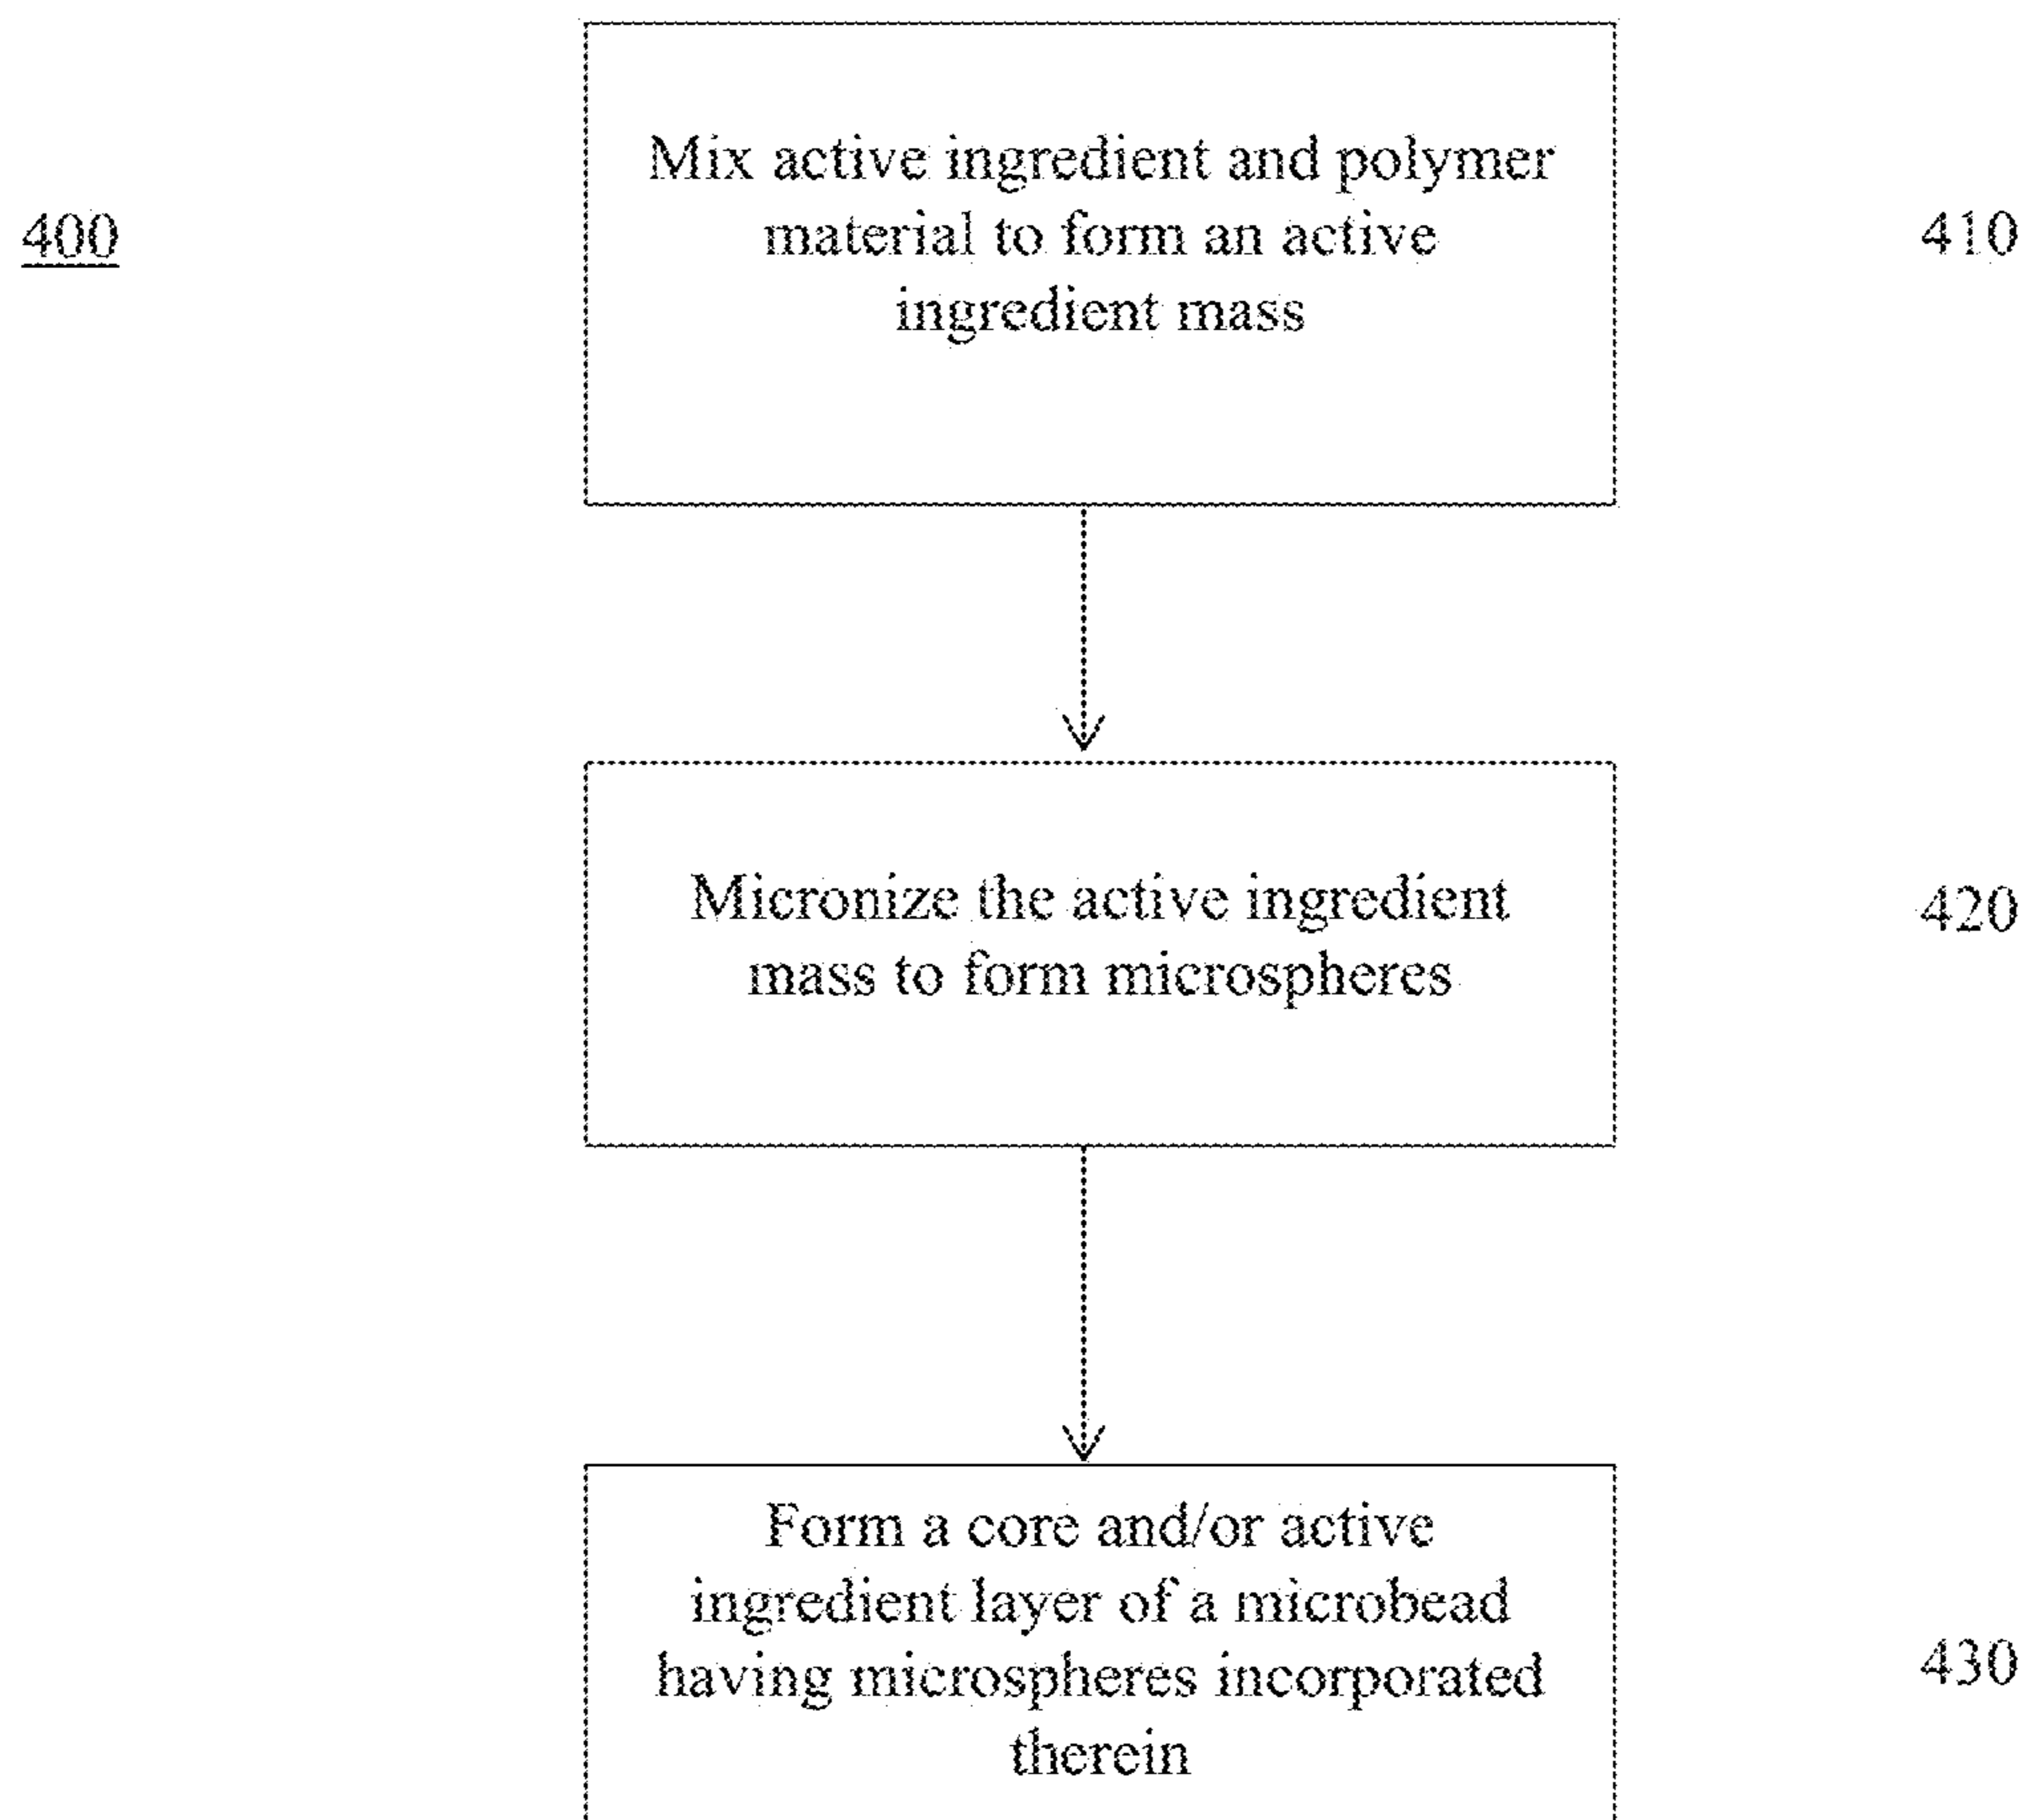 400
Mix active ingredient and polymer
material to form an active
ingredient mass
410
Micronize the active ingredient
mass to form microspheres
420
Form a core and/or active
ingredient layer of a microbead
having microspheres incorporated
therein
430